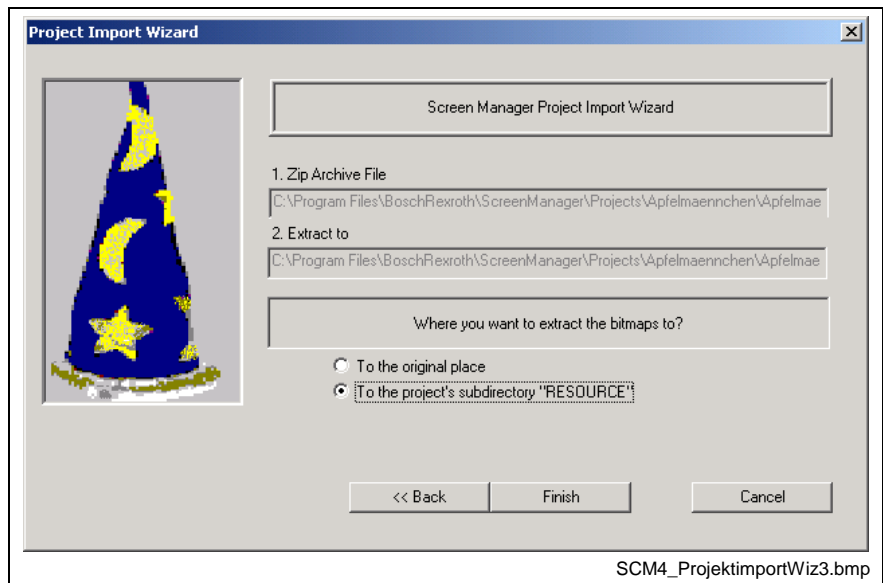 Project Import Wizard
Screen Manager Project Import Wizard
1. Zip Archive File
C:\Program Files\BoschRexroth\ScreenManager\Projects\Apfelmaennchen\Apfelmae
2. Extract to
C:\Program Files\BoschRexroth\ScreenManager\Projects\Apfelmaennchen\Apfelmae
Where you want to extract the bitmaps to?
To the original place
To the project's subdirectory "RESOURCE"
<< Back Finish Cancel
SCM4_ProjektimportWiz3.bmp